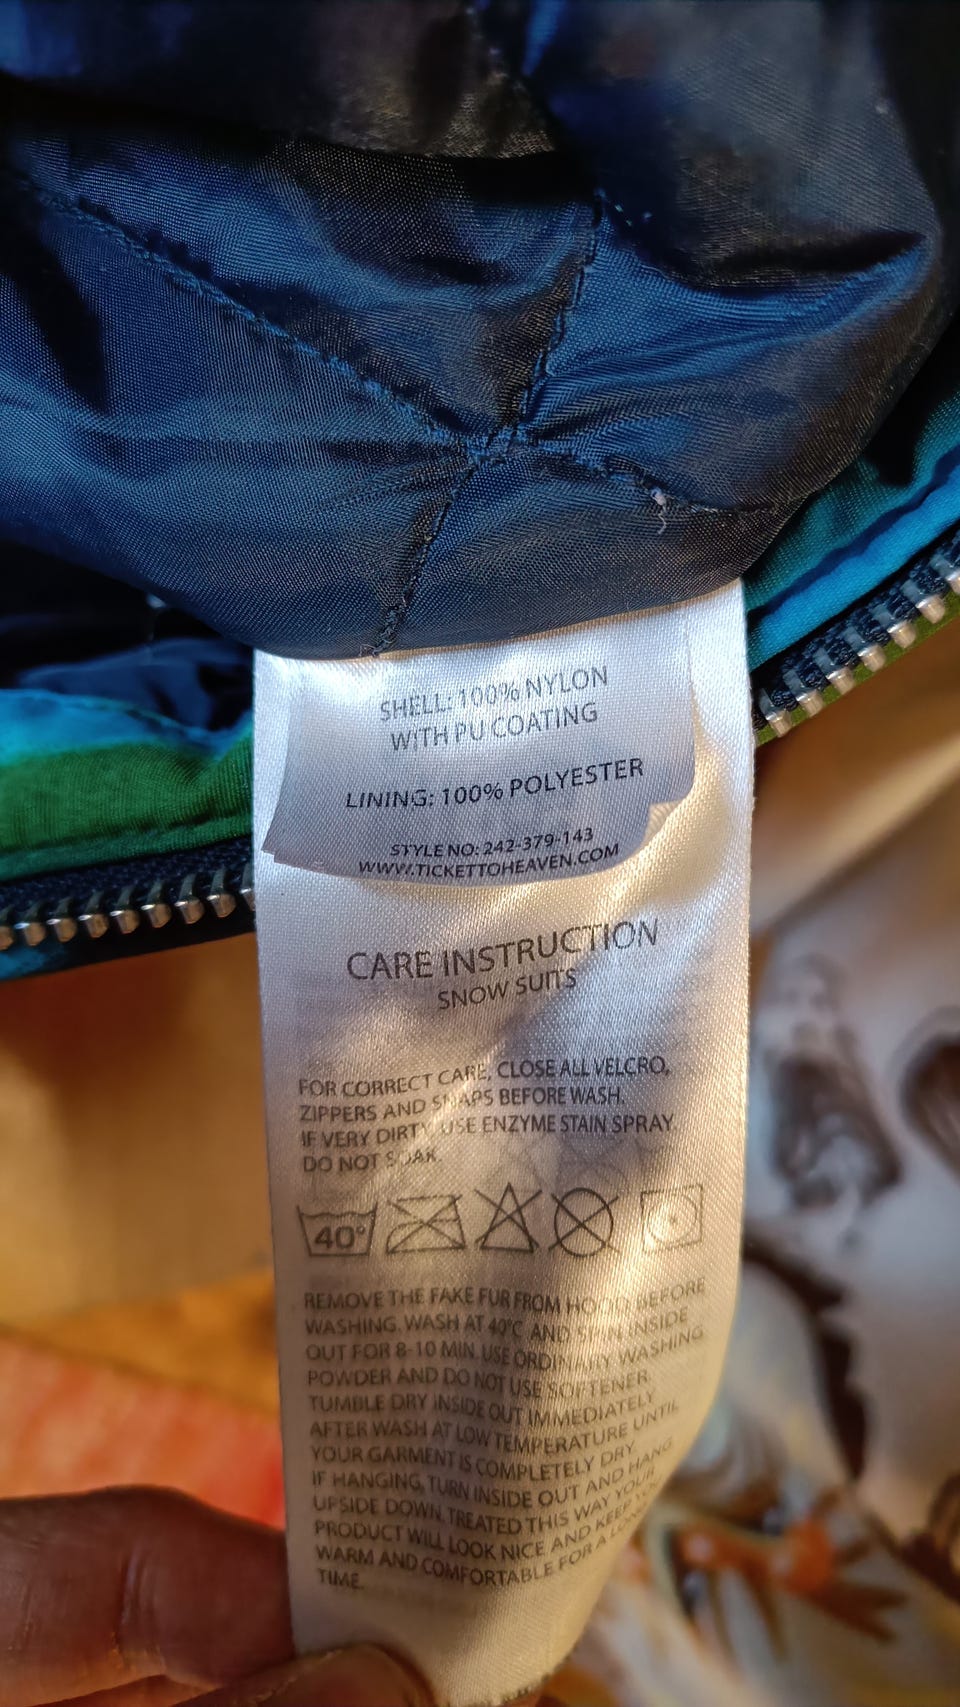 SHELL: 100% NYLON
WITH PU COATING
LINING: 100% POLYESTER
STYLE NO: 242-379-143
WWW.TICKETTOHEAVEN.COM
CARE INSTRUCTION
SNOW SUITS
FOR CORRECT CARE, CLOSE ALL VELCRO,
ZIPPERS AND SNAPS BEFORE WASH.
IF VERY DIRTY, USE ENZYME STAIN SPRAY.
DO NOT SOAK.
40°
REMOVE THE FAKE FUR FROM HOOD BEFORE
WASHING. WASH AT 40°C AND SPIN INSIDE
OUT FOR 8-10 MIN. USE ORDINARY WASHING
POWDER AND DO NOT USE SOFTENER.
TUMBLE DRY INSIDE OUT IMMEDIATELY
AFTER WASH AT LOW TEMPERATURE UNTIL
YOUR GARMENT IS COMPLETELY DRY.
IF HANGING, TURN INSIDE OUT AND HANG
UPSIDE DOWN. TREATED THIS WAY YOUR
PRODUCT WILL LOOK NICE AND KEEP YOU
WARM AND COMFORTABLE FOR A LONG
TIME.